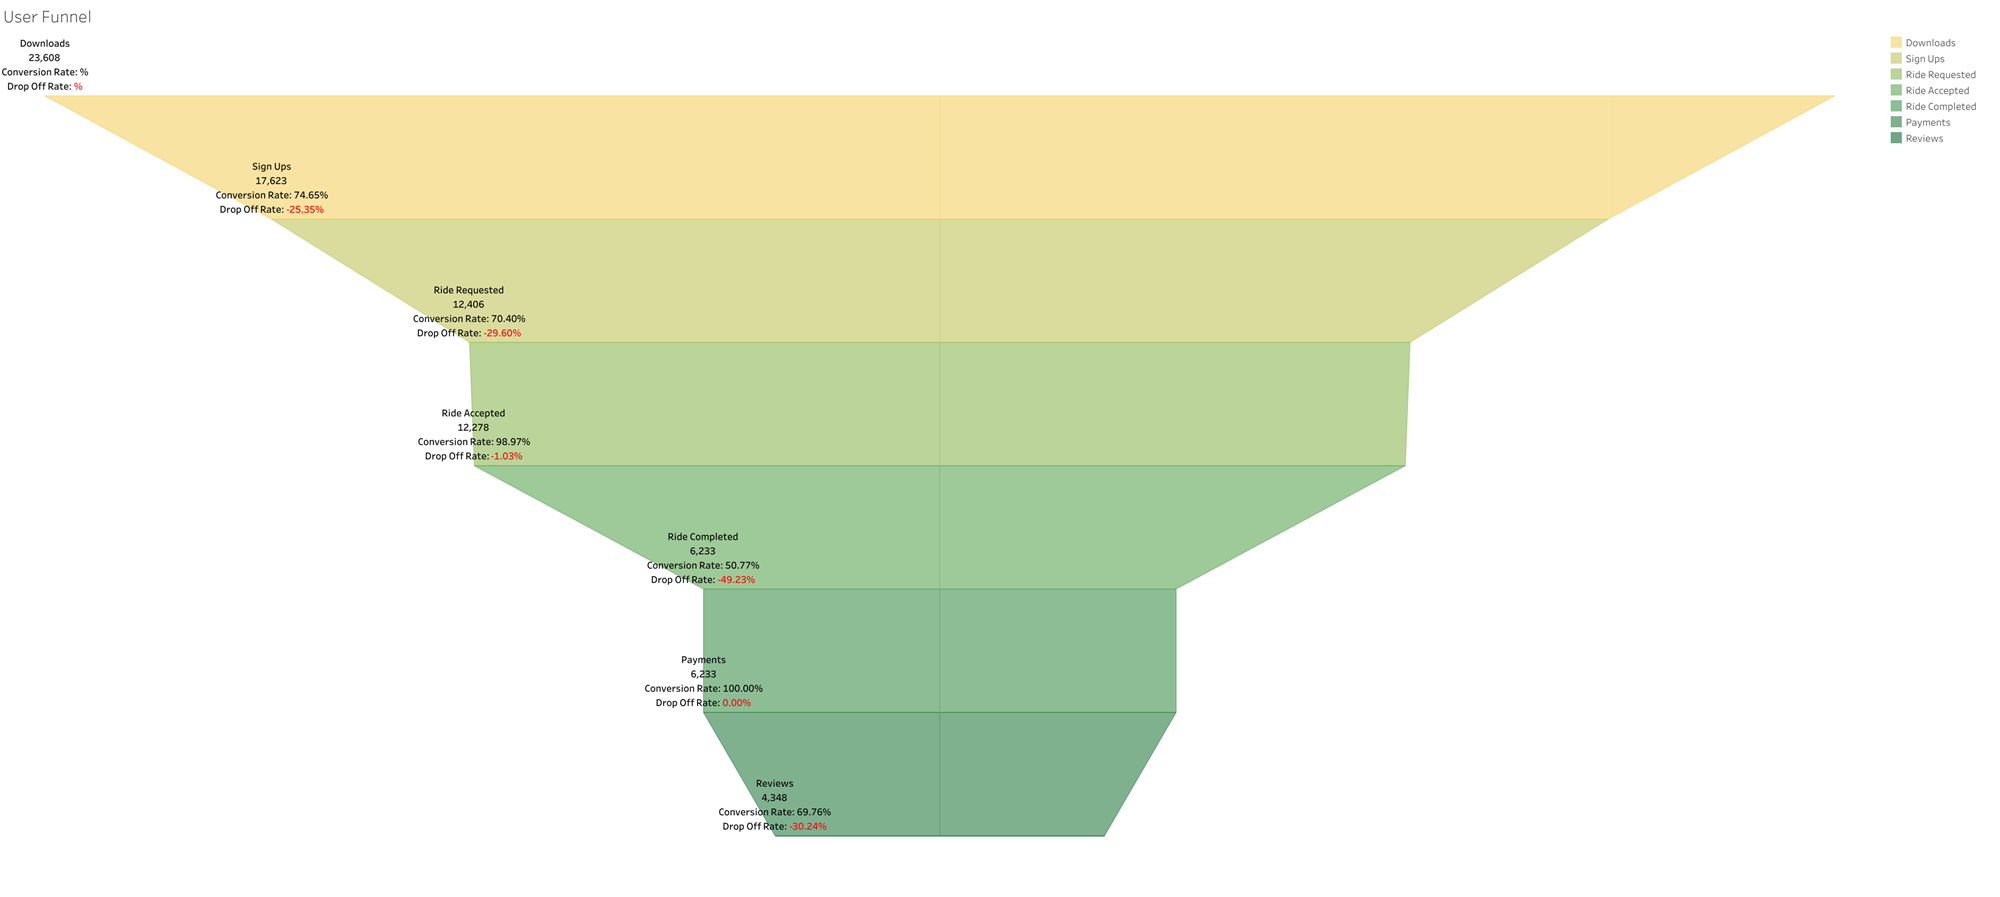 User Funnel
Downloads
23,608
Conversion Rate: %
Drop Off Rate: %
Sign Ups
17,623
Conversion Rate: 74.65%
Drop Off Rate: -25.35%
Ride Requested
12,406
Conversion Rate: 70.40%
Drop Off Rate: -29.60%
Ride Accepted
12,278
Conversion Rate: 98.97%
Drop Off Rate: -1.03%
Ride Completed
6,233
Conversion Rate: 50.77%
Drop Off Rate: -49.23%
Payments
6,233
Conversion Rate: 100.00%
Drop Off Rate: 0.00%
Reviews
4,348
Conversion Rate: 69.76%
Drop Off Rate: -30.24%
Downloads
Sign Ups
Ride Requested
Ride Accepted
Ride Completed
Payments
Reviews